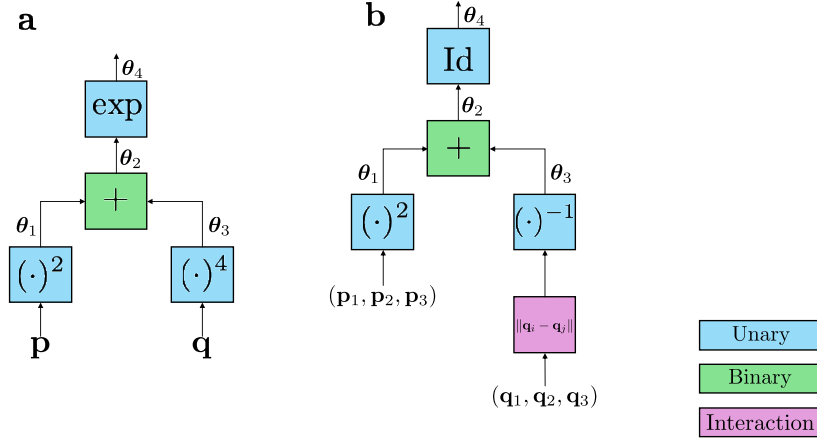 a
θ₄
exp
θ₂
+
θ₁
θ₃
(·)²
(·)⁴
p
q
b
θ₄
Id
θ₂
+
θ₁
θ₃
(·)²
(·)⁻¹
(p₁, p₂, p₃)
‖qᵢ − qⱼ‖
(q₁, q₂, q₃)
Unary
Binary
Interaction